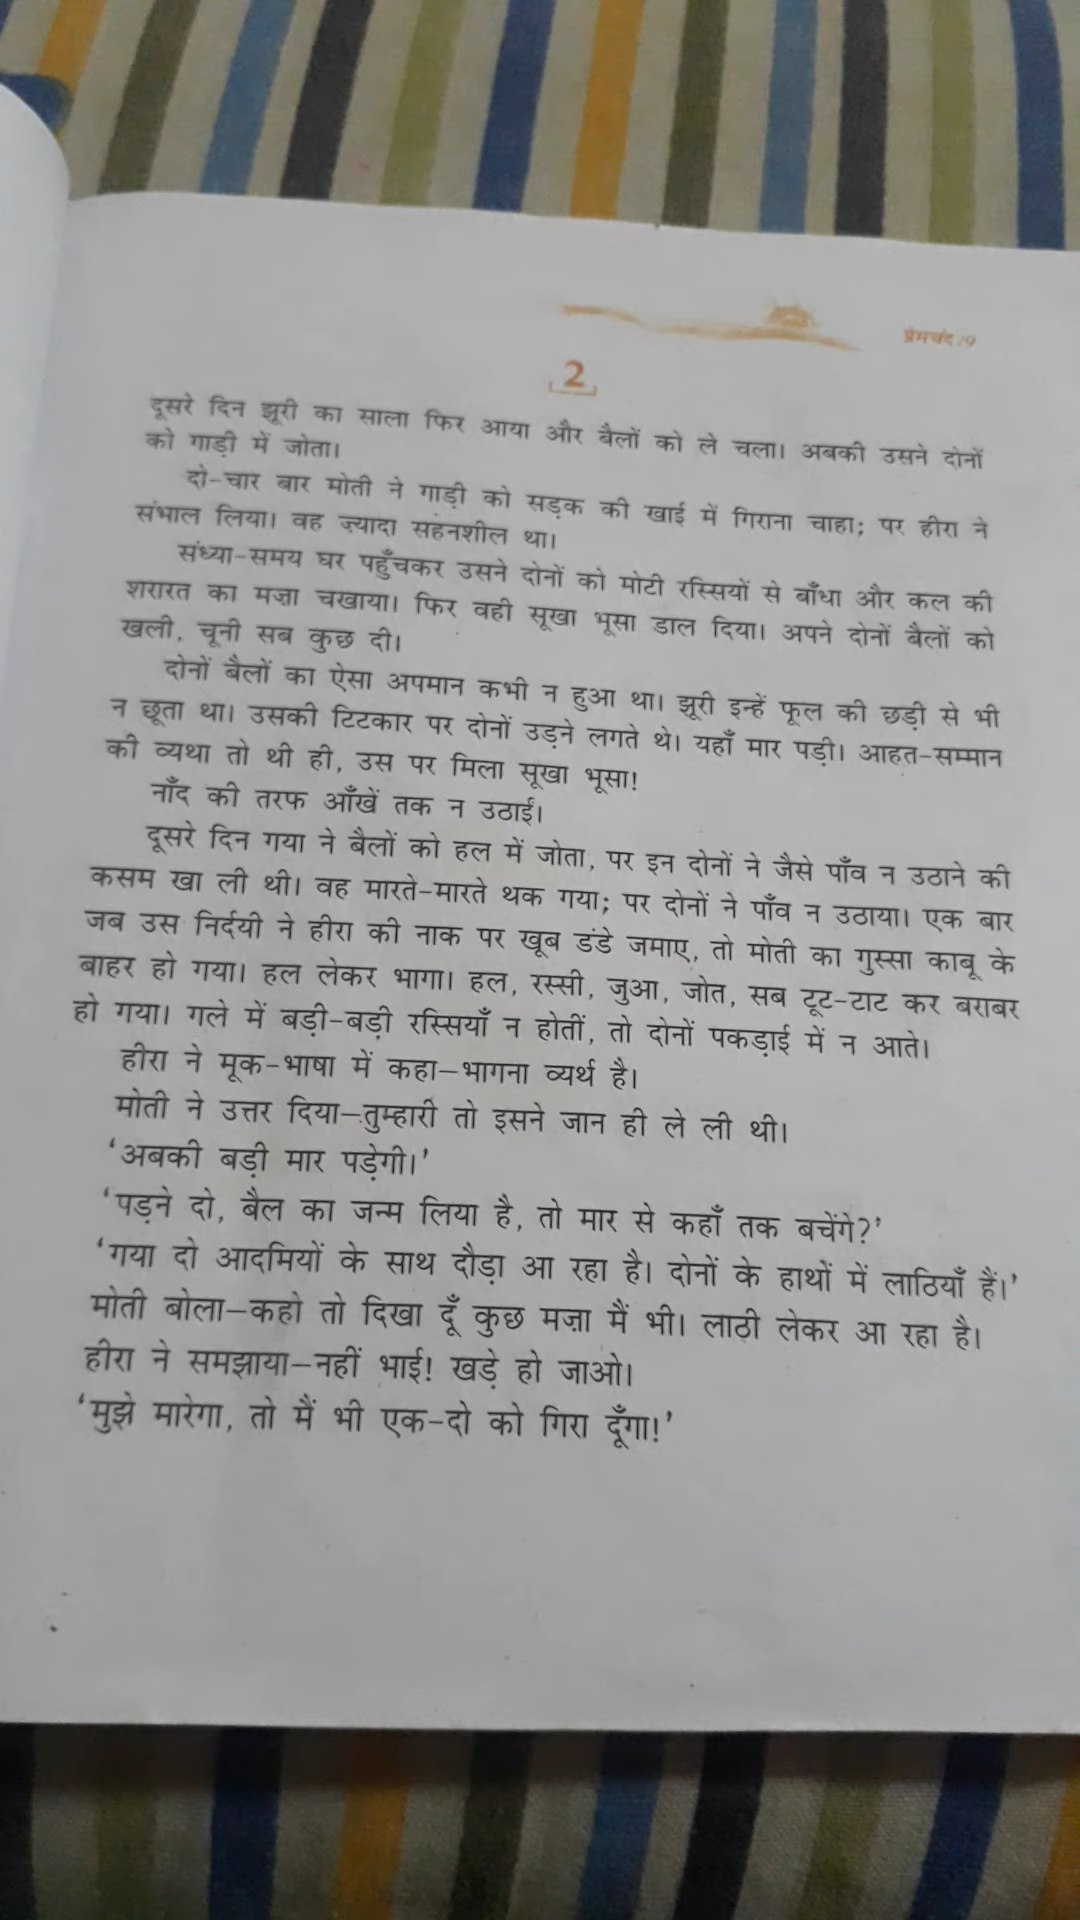 प्रेमचंद/9
2
दूसरे दिन झूरी का साला फिर आया और बैलों को ले चला। अबकी उसने दोनों
को गाड़ी में जोता।
दो-चार बार मोती ने गाड़ी को सड़क की खाई में गिराना चाहा; पर हीरा ने
संभाल लिया। वह ज़्यादा सहनशील था।
संध्या-समय घर पहुँचकर उसने दोनों को मोटी रस्सियों से बाँधा और कल की
शरारत का मज़ा चखाया। फिर वही सूखा भूसा डाल दिया। अपने दोनों बैलों को
खली, चूनी सब कुछ दी।
दोनों बैलों का ऐसा अपमान कभी न हुआ था। झूरी इन्हें फूल की छड़ी से भी
न छूता था। उसकी टिटकार पर दोनों उड़ने लगते थे। यहाँ मार पड़ी। आहत-सम्मान
की व्यथा तो थी ही, उस पर मिला सूखा भूसा!
नाँद की तरफ आँखें तक न उठाईं।
दूसरे दिन गया ने बैलों को हल में जोता, पर इन दोनों ने जैसे पाँव न उठाने की
कसम खा ली थी। वह मारते-मारते थक गया; पर दोनों ने पाँव न उठाया। एक बार
जब उस निर्दयी ने हीरा की नाक पर खूब डंडे जमाए, तो मोती का गुस्सा काबू के
बाहर हो गया। हल लेकर भागा। हल, रस्सी, जुआ, जोत, सब टूट-टाट कर बराबर
हो गया। गले में बड़ी-बड़ी रस्सियाँ न होतीं, तो दोनों पकड़ाई में न आते।
हीरा ने मूक-भाषा में कहा—भागना व्यर्थ है।
मोती ने उत्तर दिया—तुम्हारी तो इसने जान ही ले ली थी।
'अबकी बड़ी मार पड़ेगी।'
'पड़ने दो, बैल का जन्म लिया है, तो मार से कहाँ तक बचेंगे?'
'गया दो आदमियों के साथ दौड़ा आ रहा है। दोनों के हाथों में लाठियाँ हैं।'
मोती बोला—कहो तो दिखा दूँ कुछ मज़ा मैं भी। लाठी लेकर आ रहा है।
हीरा ने समझाया—नहीं भाई! खड़े हो जाओ।
'मुझे मारेगा, तो मैं भी एक-दो को गिरा दूँगा!'